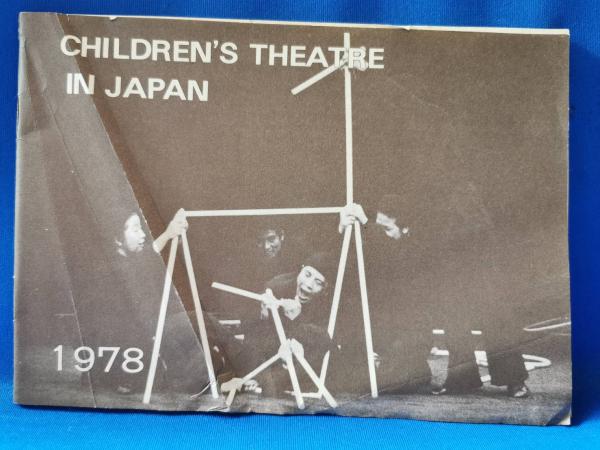 CHILDREN'S THEATRE
IN JAPAN
1978